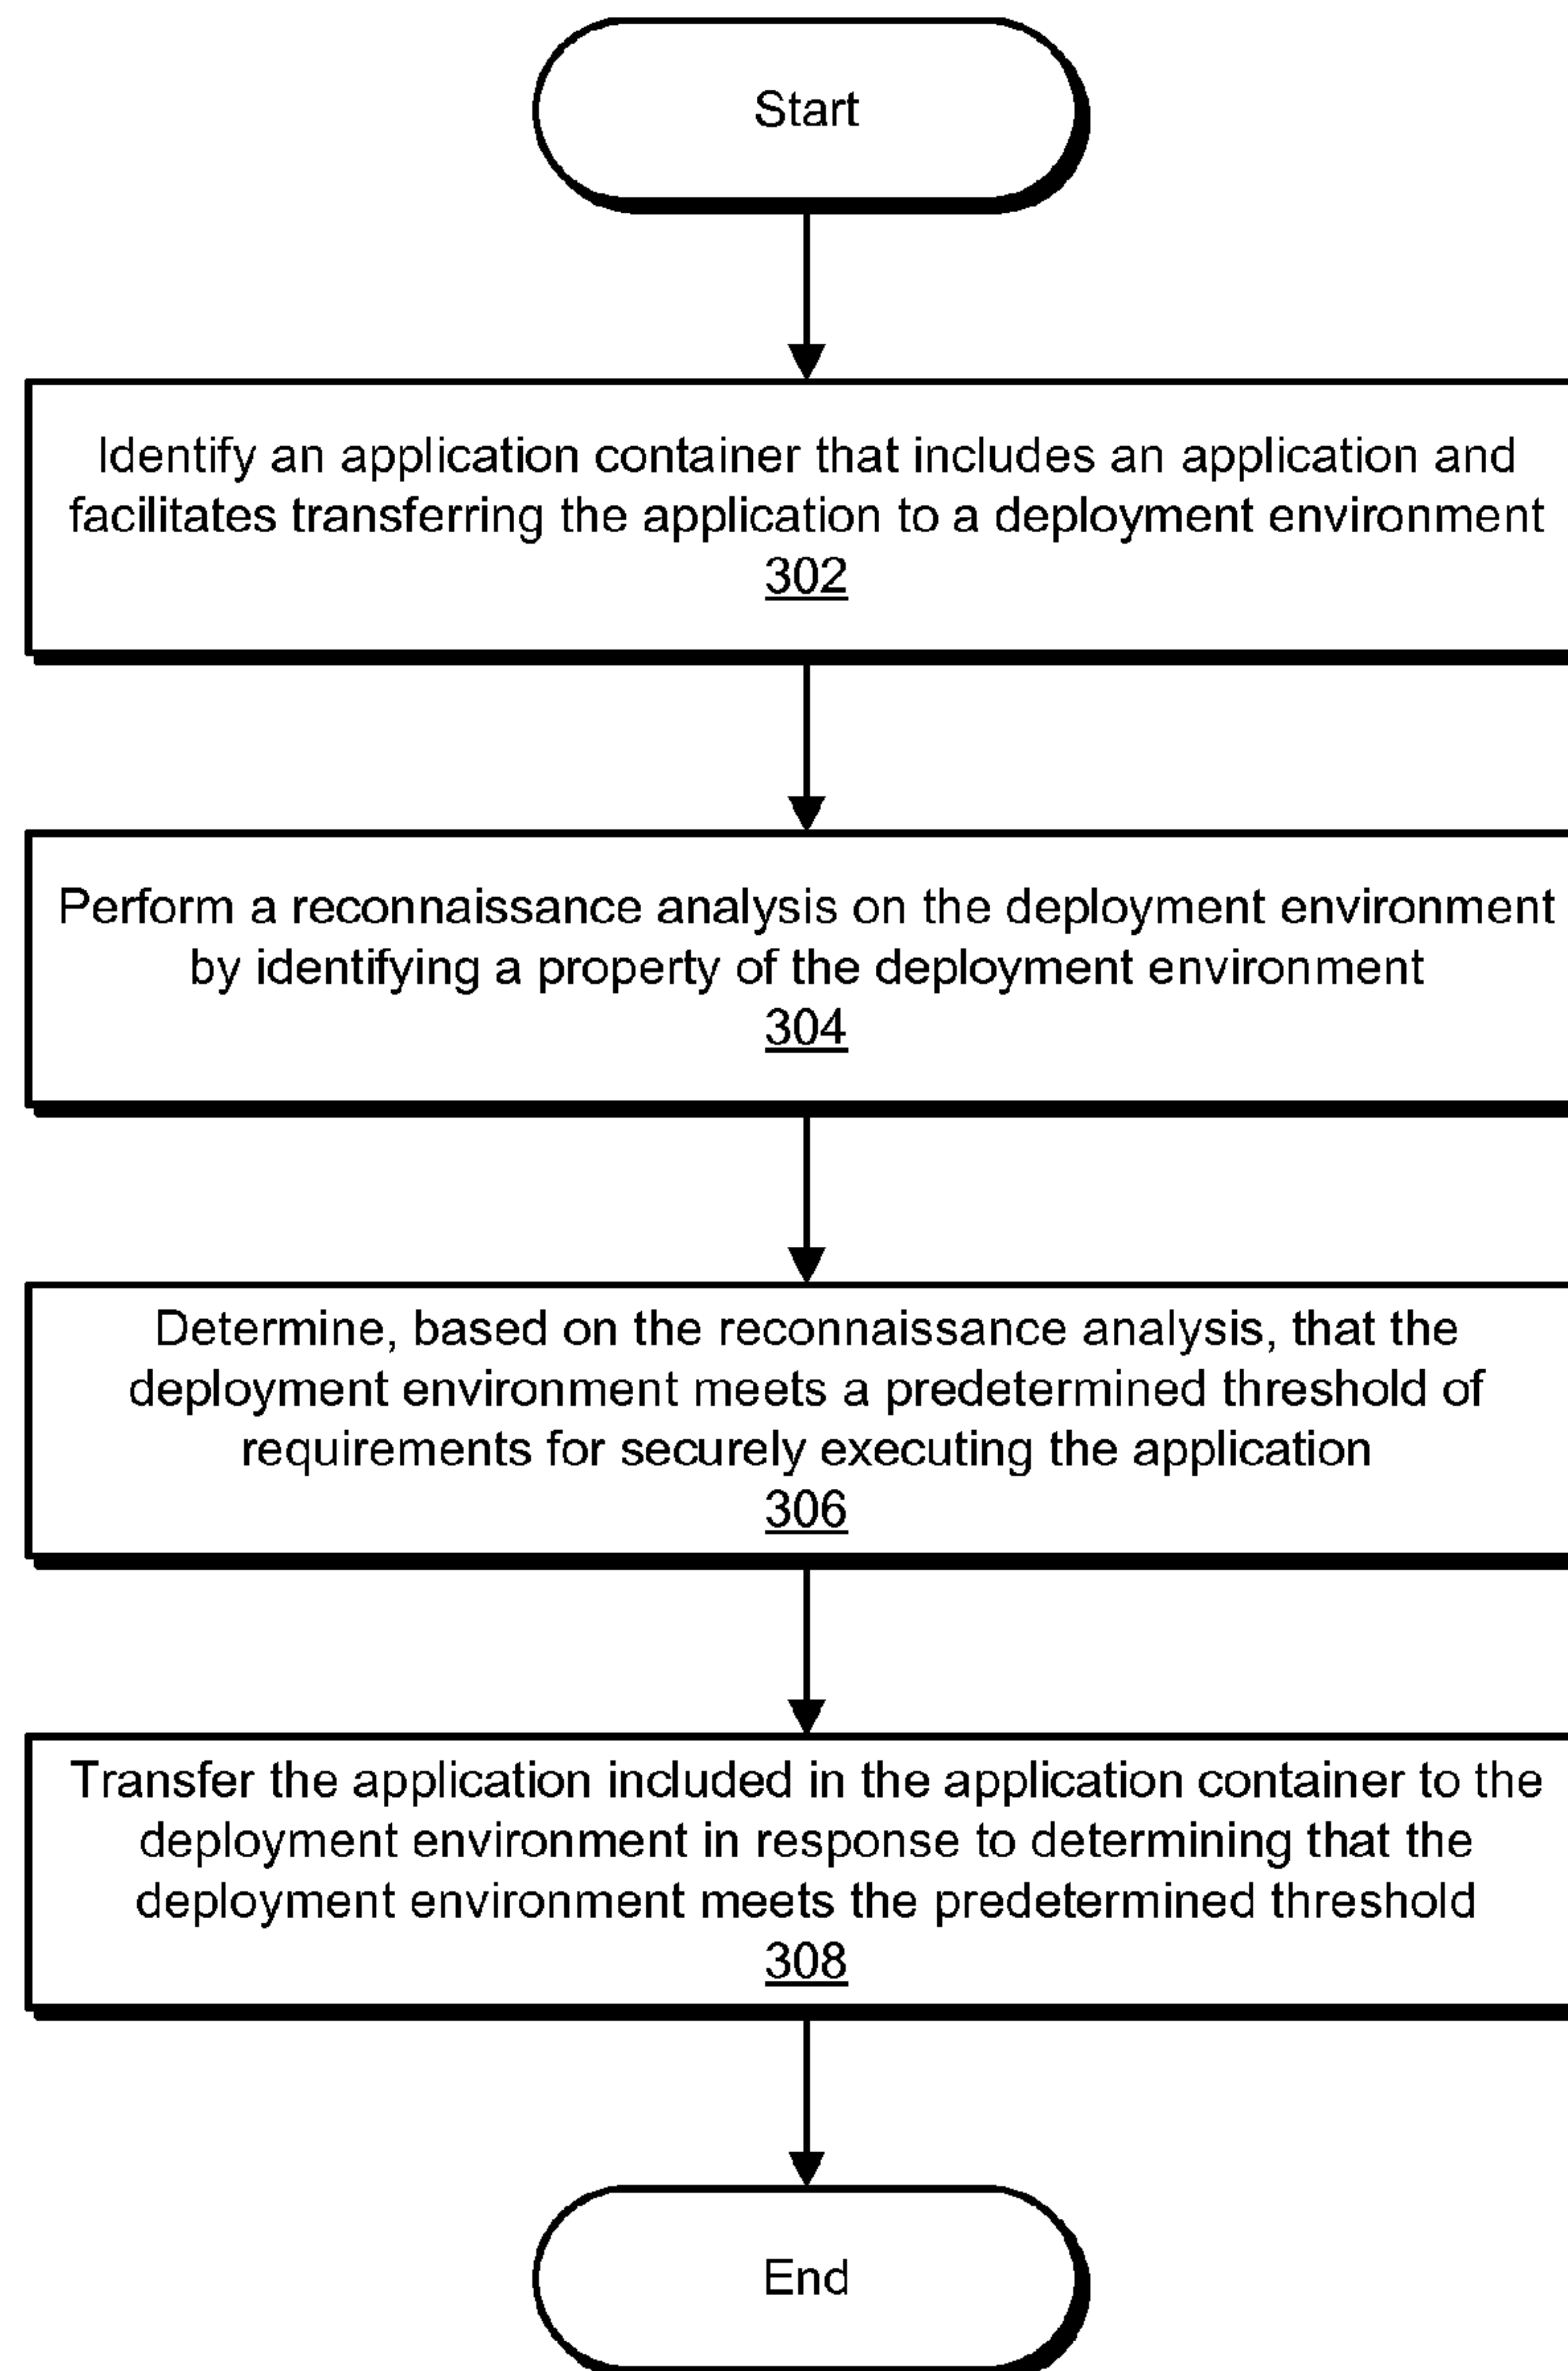 Start
Identify an application container that includes an application and
facilitates transferring the application to a deployment environment
302
Perform a reconnaissance analysis on the deployment environment
by identifying a property of the deployment environment
304
Determine, based on the reconnaissance analysis, that the
deployment environment meets a predetermined threshold of
requirements for securely executing the application
306
Transfer the application included in the application container to the
deployment environment in response to determining that the
deployment environment meets the predetermined threshold
308
End